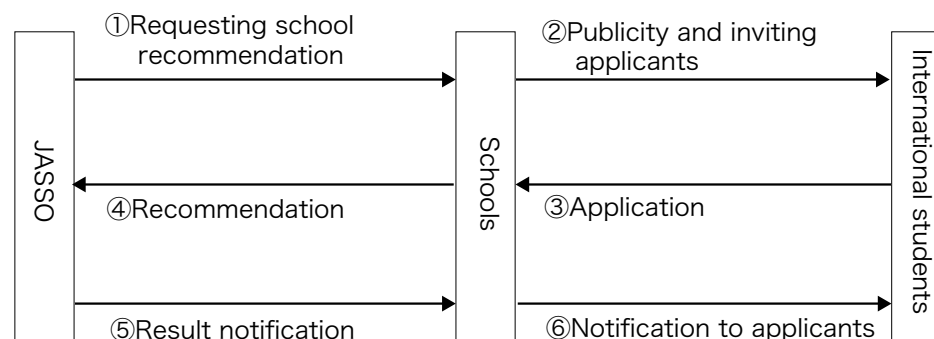 ①Requesting school
recommendation
②Publicity and inviting
applicants
JASSO
Schools
International students
④Recommendation
③Application
⑤Result notification
⑥Notification to applicants